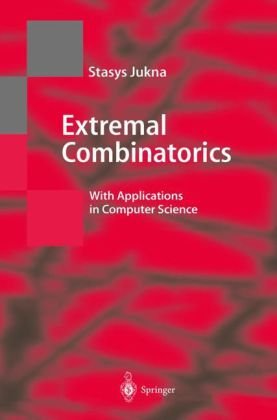 Stasys Jukna
Extremal
Combinatorics
With Applications
in Computer Science
Springer